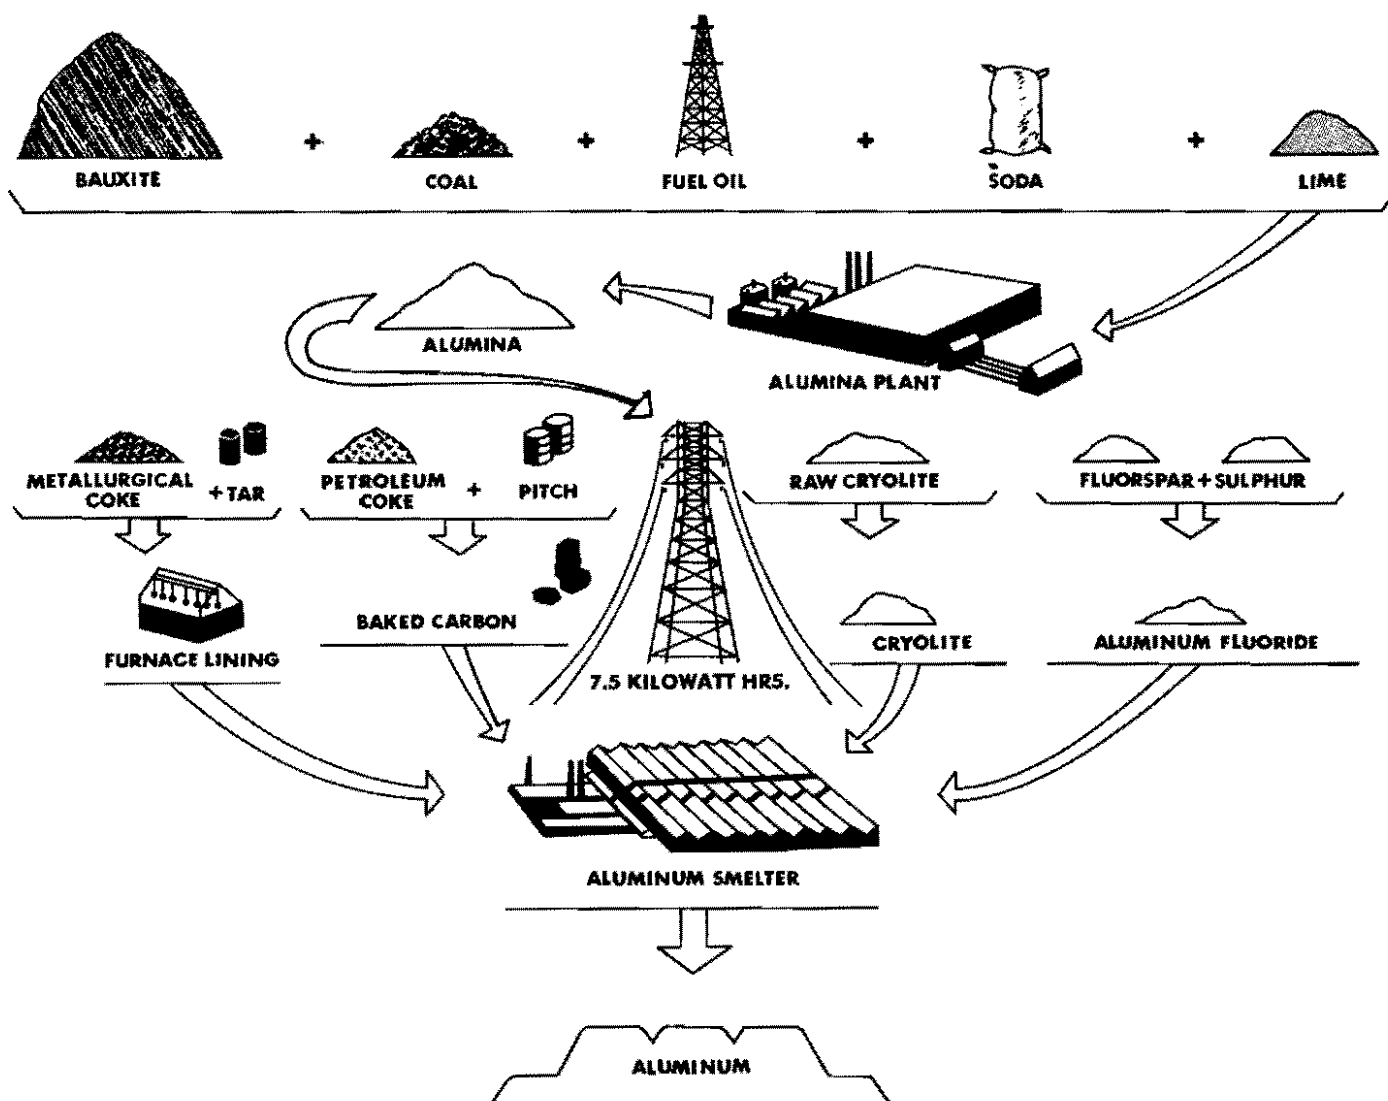 BAUXITE + COAL + FUEL OIL + SODA + LIME
ALUMINA
ALUMINA PLANT
METALLURGICAL
COKE
+ TAR
PETROLEUM
COKE
+
PITCH
RAW CRYOLITE
FLUORSPAR + SULPHUR
FURNACE LINING
BAKED CARBON
7.5 KILOWATT HRS.
CRYOLITE
ALUMINUM FLUORIDE
ALUMINUM SMELTER
ALUMINUM